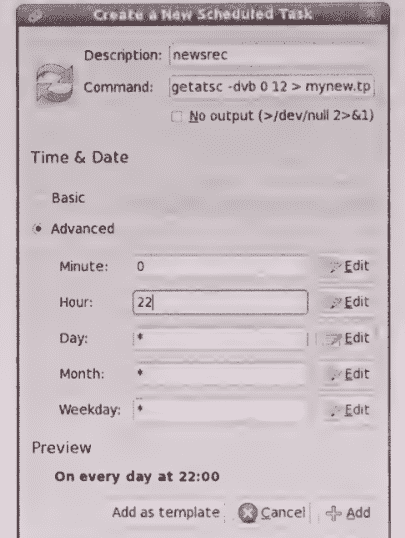 Create a New Scheduled Task
Description: newsrec
Command: getatsc -dvb 0 12 > mynew.tp
No output (>/dev/null 2>&1)
Time & Date
Basic
Advanced
Minute: 0 Edit
Hour: 22 Edit
Day: * Edit
Month: * Edit
Weekday: * Edit
Preview
On every day at 22:00
Add as template Cancel Add